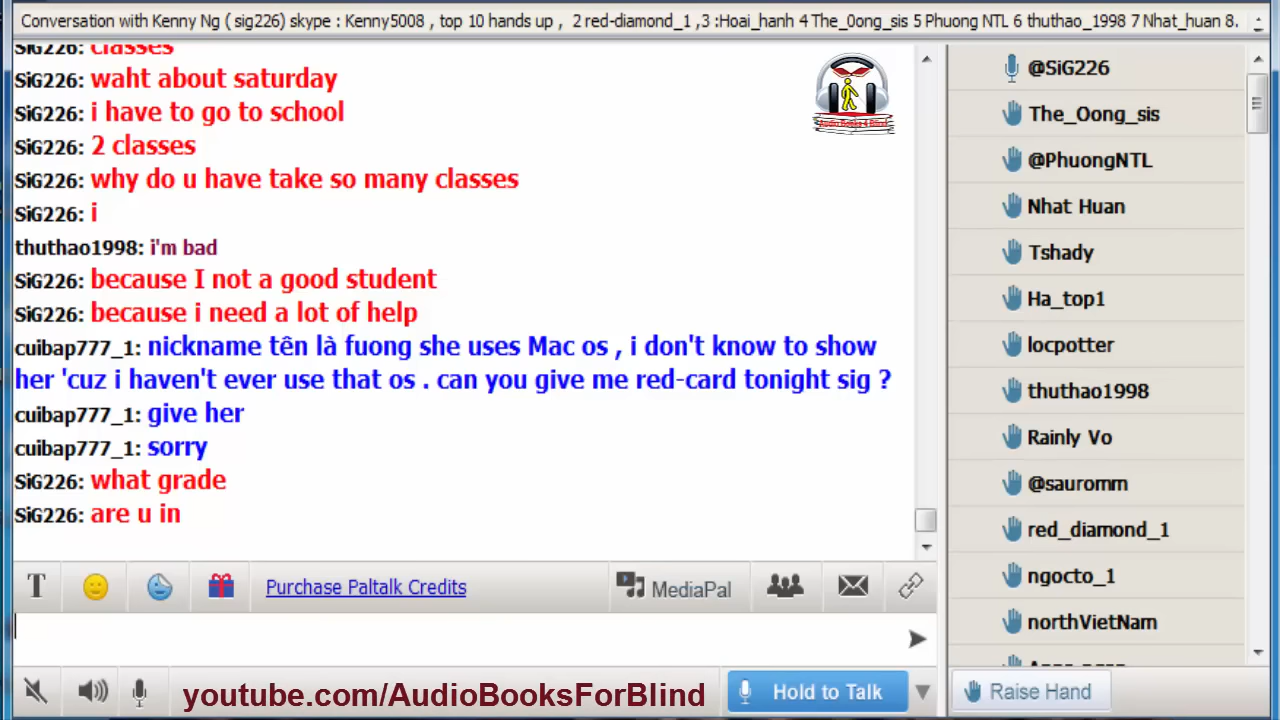 Conversation with Kenny Ng ( sig226) skype : Kenny5008 , top 10 hands up , 2 red-diamond_1 ,3 :Hoai_hanh 4 The_0ong_sis 5 Phuong NTL 6 thuthao_1998 7 Nhat_huan 8.
SiG226: classes
SiG226: waht about saturday
SiG226: i have to go to school
SiG226: 2 classes
SiG226: why do u have take so many classes
SiG226: i
thuthao1998: i'm bad
SiG226: because I not a good student
SiG226: because i need a lot of help
cuibap777_1: nickname tên là fuong she uses Mac os , i don't know to show
her 'cuz i haven't ever use that os . can you give me red-card tonight sig ?
cuibap777_1: give her
cuibap777_1: sorry
SiG226: what grade
SiG226: are u in
Audio Books 4 Blind
@SiG226
The_Oong_sis
@PhuongNTL
Nhat Huan
Tshady
Ha_top1
locpotter
thuthao1998
Rainly Vo
@sauromm
red_diamond_1
ngocto_1
northVietNam
T
Purchase Paltalk Credits
MediaPal
youtube.com/AudioBooksForBlind
Hold to Talk
Raise Hand